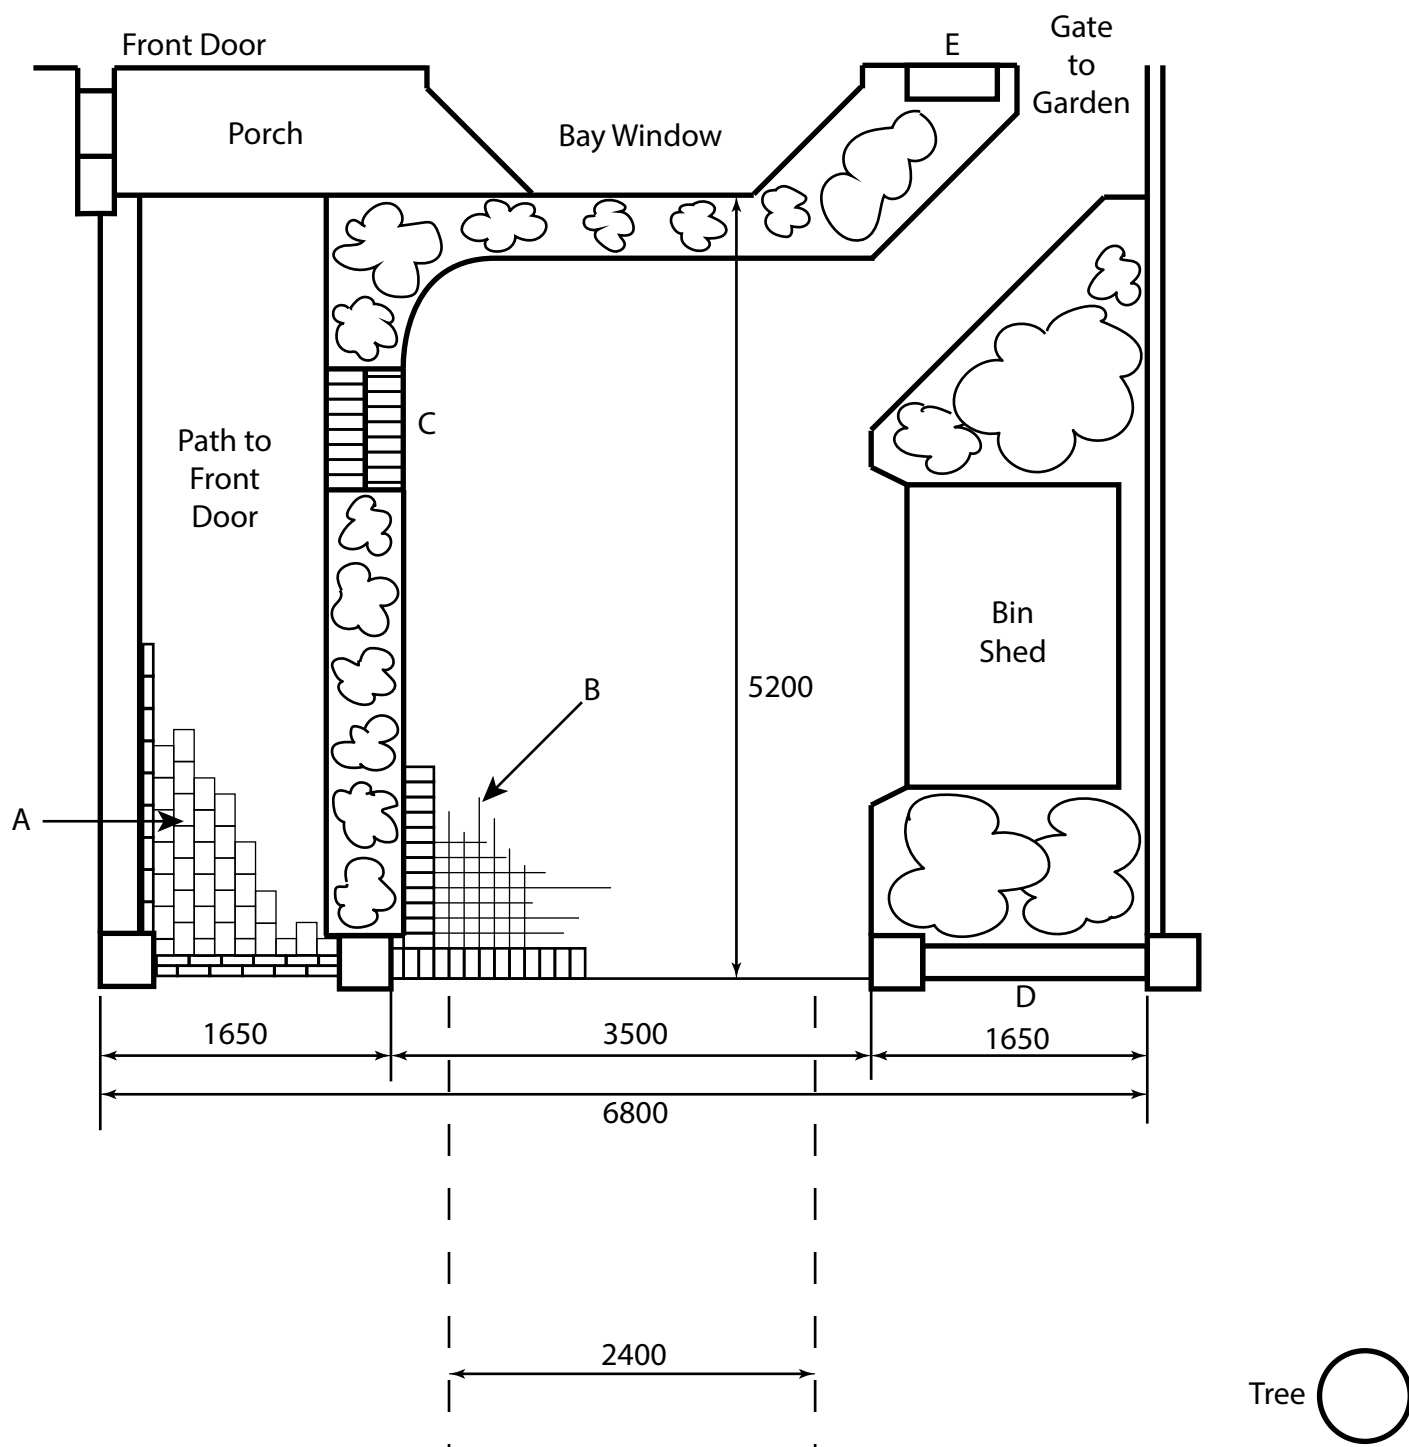 Front Door
E
Gate
to
Garden
Porch
Bay Window
C
Path to
Front
Door
Bin
Shed
B
5200
A
D
1650
3500
1650
6800
2400
Tree